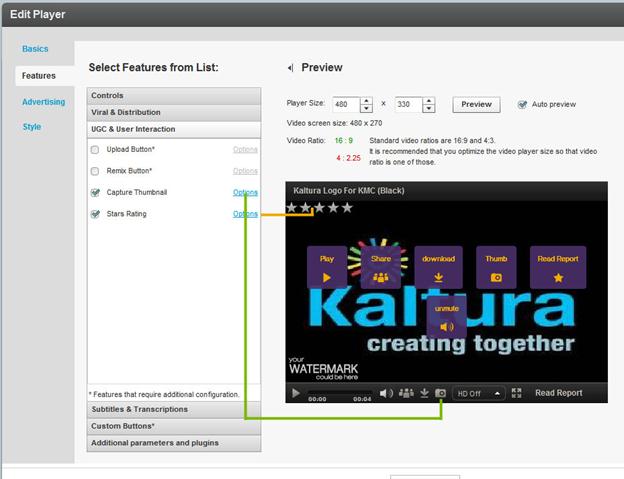 Edit Player
Basics
Features
Advertising
Style
Select Features from List:
Controls
Viral & Distribution
UGC & User Interaction
Upload Button*
Options
Remix Button*
Options
Capture Thumbnail
Options
Stars Rating
Options
* Features that require additional configuration.
Subtitles & Transcriptions
Custom Buttons*
Additional parameters and plugins
Preview
Player Size: 480 x 330 Preview Auto preview
Video screen size: 480 x 270
Video Ratio: 16 : 9 Standard video ratios are 16:9 and 4:3.
It is recommended that you optimize the video player size so that video
4 : 2.25 ratio is one of those.
Kaltura Logo For KMC (Black)
Play Share download Thumb Read Report
unmute
Kaltura
creating together
your
WATERMARK
could be here
00:00 00:04 HD Off Read Report